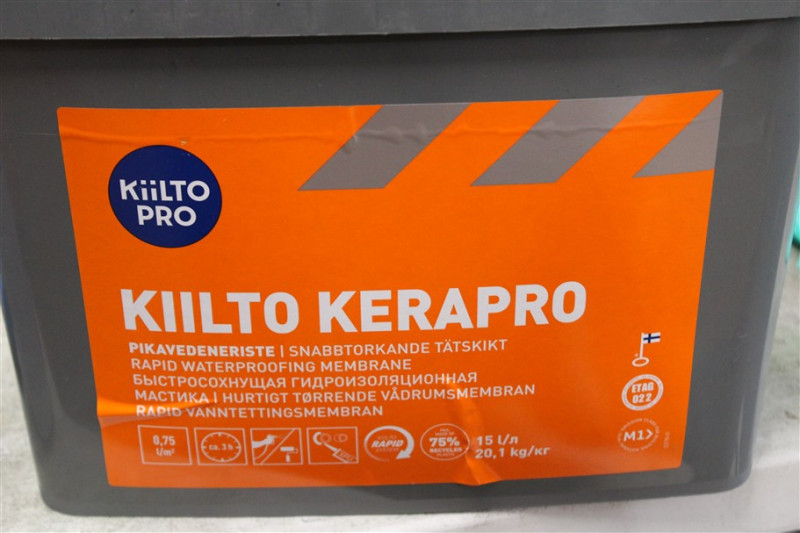 KiiLTO
PRO
KIILTO KERAPRO
PIKAVEDENERISTE | SNABBTORKANDE TÄTSKIKT
RAPID WATERPROOFING MEMBRANE
БЫСТРОСОХНУЩАЯ ГИДРОИЗОЛЯЦИОННАЯ
МАСТИКА | HURTIGT TØRRENDE VÅDRUMSMEMBRAN
RAPID VANNTETTINGSMEMBRAN
0,75
l/m²
ca. 3 h
RAPID
75%
RECYCLED
PLASTIC
15 l/л
20,1 kg/кг
ETAG
022
M1